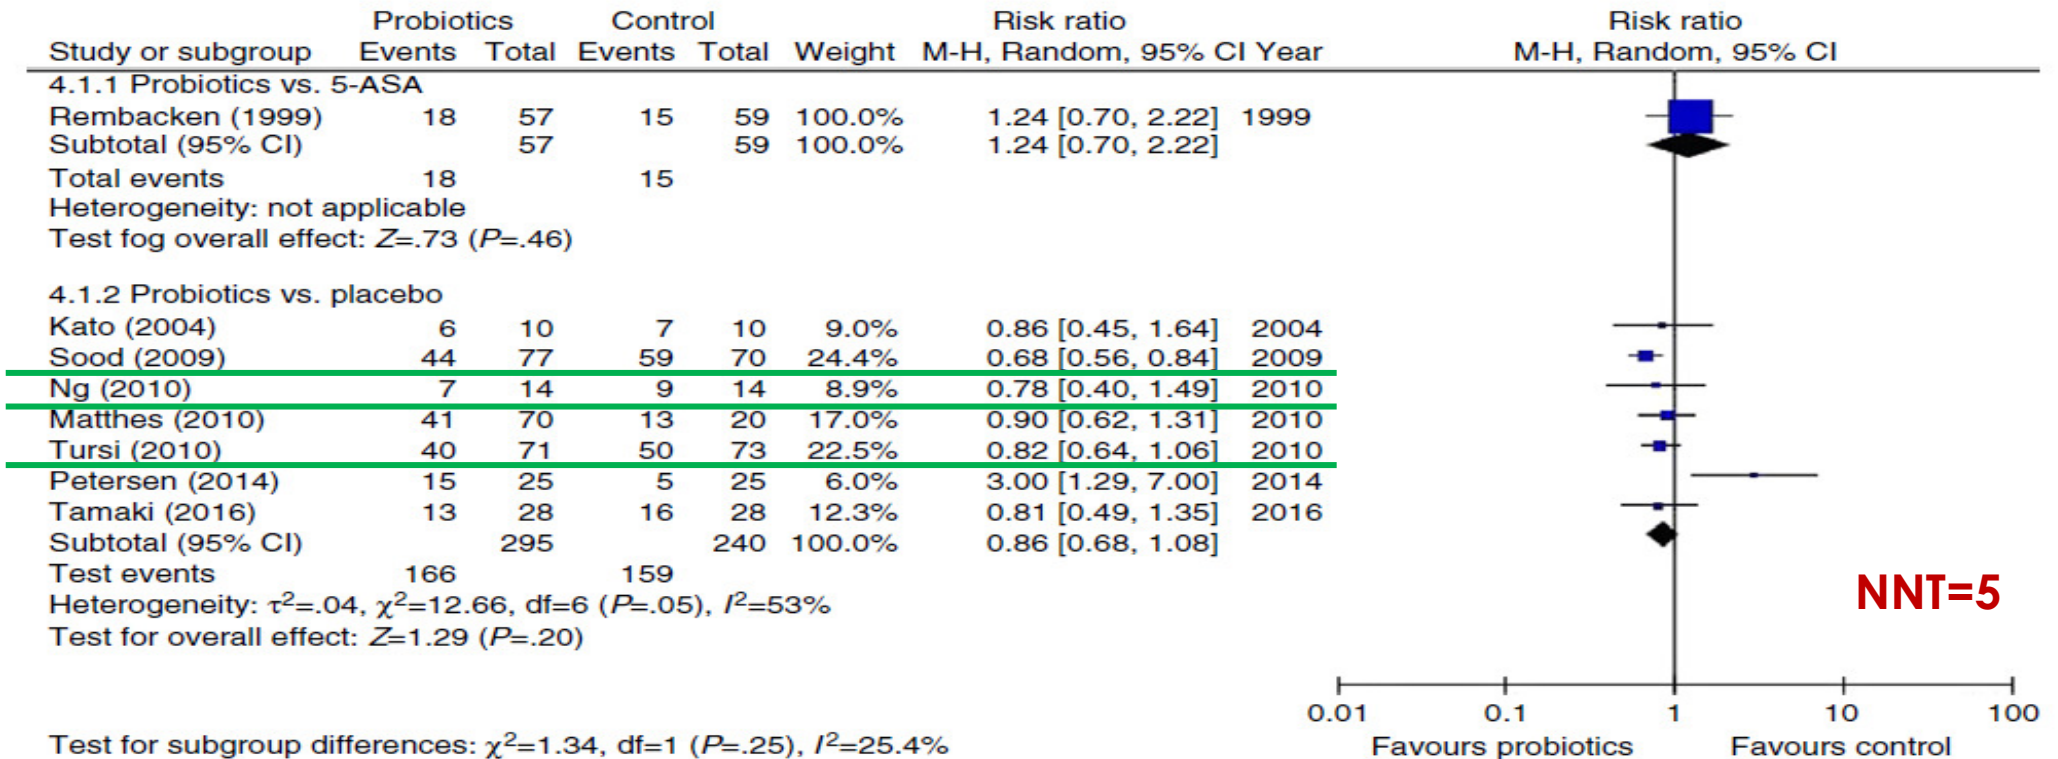 Probiotics Control Risk ratio Risk ratio
Study or subgroup Events Total Events Total Weight M-H, Random, 95% CI Year M-H, Random, 95% CI
4.1.1 Probiotics vs. 5-ASA
Rembacken (1999) 18 57 15 59 100.0% 1.24 [0.70, 2.22] 1999
Subtotal (95% CI) 57 59 100.0% 1.24 [0.70, 2.22]
Total events 18 15
Heterogeneity: not applicable
Test fog overall effect: Z=.73 (P=.46)
4.1.2 Probiotics vs. placebo
Kato (2004) 6 10 7 10 9.0% 0.86 [0.45, 1.64] 2004
Sood (2009) 44 77 59 70 24.4% 0.68 [0.56, 0.84] 2009
Ng (2010) 7 14 9 14 8.9% 0.78 [0.40, 1.49] 2010
Matthes (2010) 41 70 13 20 17.0% 0.90 [0.62, 1.31] 2010
Tursi (2010) 40 71 50 73 22.5% 0.82 [0.64, 1.06] 2010
Petersen (2014) 15 25 5 25 6.0% 3.00 [1.29, 7.00] 2014
Tamaki (2016) 13 28 16 28 12.3% 0.81 [0.49, 1.35] 2016
Subtotal (95% CI) 295 240 100.0% 0.86 [0.68, 1.08]
Test events 166 159
Heterogeneity: τ²=.04, χ²=12.66, df=6 (P=.05), I²=53%
NNT=5
Test for overall effect: Z=1.29 (P=.20)
0.01 0.1 1 10 100
Test for subgroup differences: χ²=1.34, df=1 (P=.25), I²=25.4% Favours probiotics Favours control